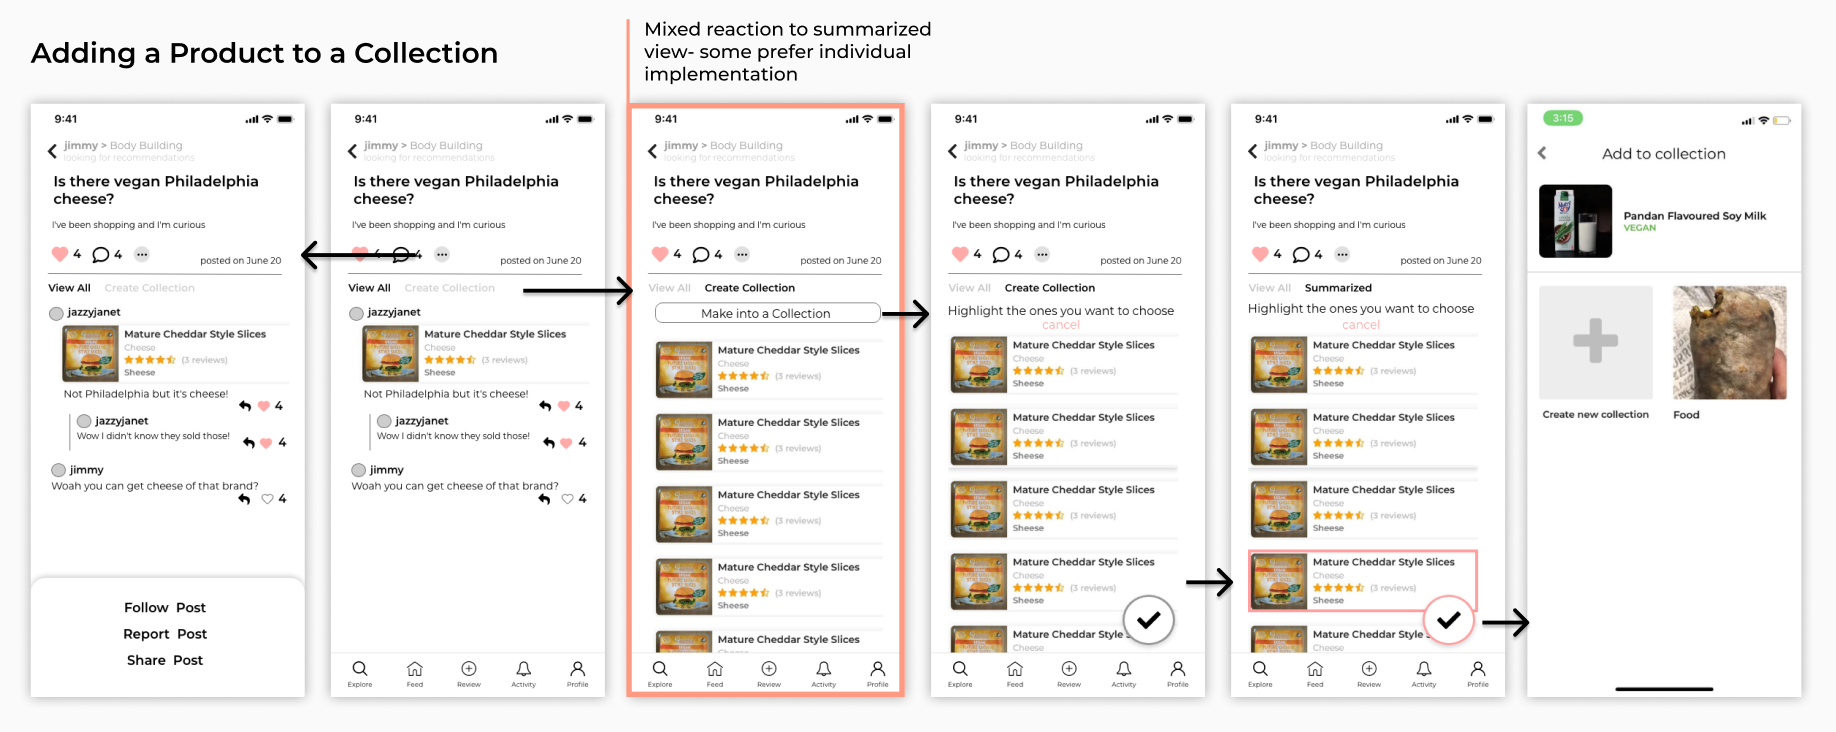 Adding a Product to a Collection
Mixed reaction to summarized
view- some prefer individual
implementation
9:41
jimmy > Body Building
looking for recommendations
Is there vegan Philadelphia
cheese?
I've been shopping and I'm curious
4 4
posted on June 20
View All Create Collection
jazzyjanet
Mature Cheddar Style Slices
Cheese
(3 reviews)
Sheese
Not Philadelphia but it's cheese!
4
jazzyjanet
Wow I didn't know they sold those!
4
jimmy
Woah you can get cheese of that brand?
4
Follow Post
Report Post
Share Post
9:41
jimmy > Body Building
looking for recommendations
Is there vegan Philadelphia
cheese?
I've been shopping and I'm curious
4 4
posted on June 20
View All Create Collection
jazzyjanet
Mature Cheddar Style Slices
Cheese
(3 reviews)
Sheese
Not Philadelphia but it's cheese!
4
jazzyjanet
Wow I didn't know they sold those!
4
jimmy
Woah you can get cheese of that brand?
4
Explore Feed Review Activity Profile
9:41
jimmy > Body Building
looking for recommendations
Is there vegan Philadelphia
cheese?
I've been shopping and I'm curious
4 4
posted on June 20
View All Create Collection
Make into a Collection
Mature Cheddar Style Slices
Cheese
(3 reviews)
Sheese
Mature Cheddar Style Slices
Cheese
(3 reviews)
Sheese
Mature Cheddar Style Slices
Cheese
(3 reviews)
Sheese
Mature Cheddar Style Slices
Cheese
(3 reviews)
Sheese
Mature Cheddar Style Slices
Cheese
Explore Feed Review Activity Profile
9:41
jimmy > Body Building
looking for recommendations
Is there vegan Philadelphia
cheese?
I've been shopping and I'm curious
4 4
posted on June 20
View All Create Collection
Highlight the ones you want to choose
cancel
Mature Cheddar Style Slices
Cheese
(3 reviews)
Sheese
Mature Cheddar Style Slices
Cheese
(3 reviews)
Sheese
Mature Cheddar Style Slices
Cheese
(3 reviews)
Sheese
Mature Cheddar Style Slices
Cheese
(3 reviews)
Sheese
Mature Cheddar Style
Cheese
Explore Feed Review Activity Profile
9:41
jimmy > Body Building
looking for recommendations
Is there vegan Philadelphia
cheese?
I've been shopping and I'm curious
4 4
posted on June 20
View All Summarized
Highlight the ones you want to choose
cancel
Mature Cheddar Style Slices
Cheese
(3 reviews)
Sheese
Mature Cheddar Style Slices
Cheese
(3 reviews)
Sheese
Mature Cheddar Style Slices
Cheese
(3 reviews)
Sheese
Mature Cheddar Style Slices
Cheese
(3 reviews)
Sheese
Mature Cheddar Style
Cheese
Explore Feed Review Activity Profile
3:15
Add to collection
Pandan Flavoured Soy Milk
VEGAN
Create new collection
Food